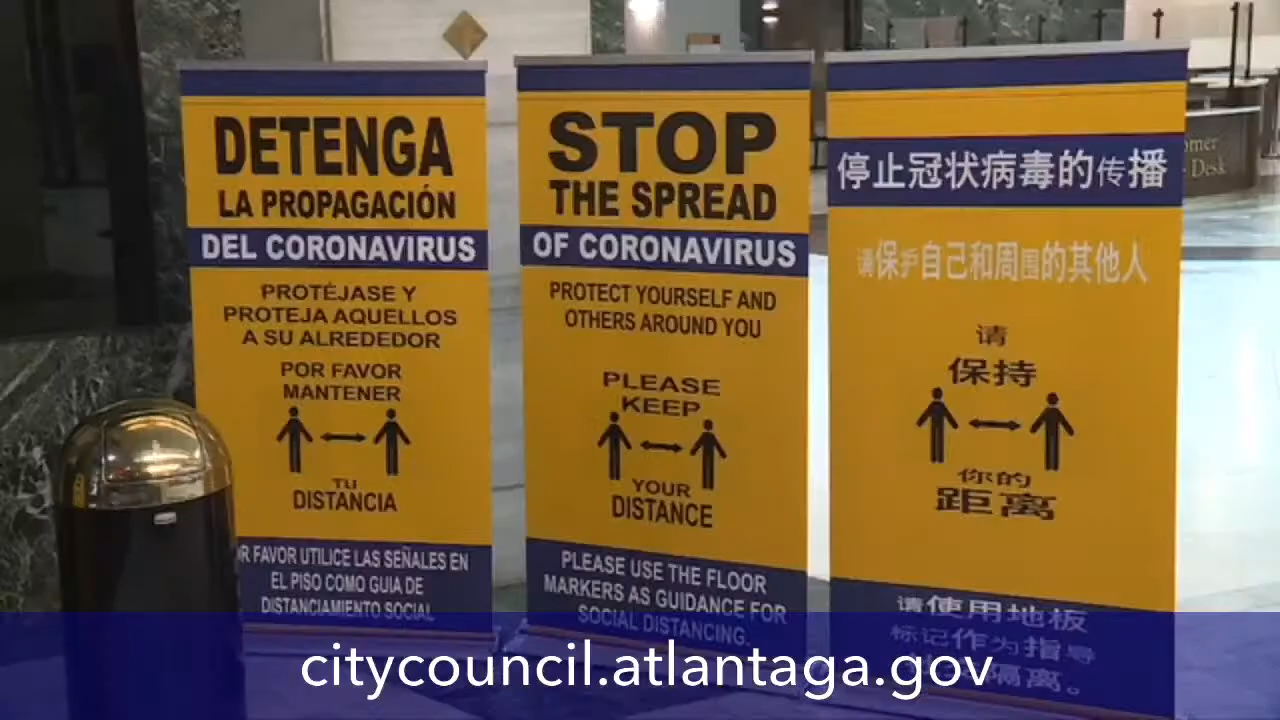 DETENGA
LA PROPAGACIÓN
DEL CORONAVIRUS
PROTÉJASE Y
PROTEJA AQUELLOS
A SU ALREDEDOR
POR FAVOR
MANTENER
TU
DISTANCIA
R FAVOR UTILICE LAS SEÑALES EN
EL PISO COMO GUIA DE
DISTANCIAMIENTO SOCIAL
STOP
THE SPREAD
OF CORONAVIRUS
PROTECT YOURSELF AND
OTHERS AROUND YOU
PLEASE
KEEP
YOUR
DISTANCE
PLEASE USE THE FLOOR
MARKERS AS GUIDANCE FOR
SOCIAL DISTANCING.
停止冠状病毒的传播
请保护自己和周围的其他人
请
保持
你的
距离
请使用地板
标记作为指导
隔离。
omer
Desk
citycouncil.atlantaga.gov